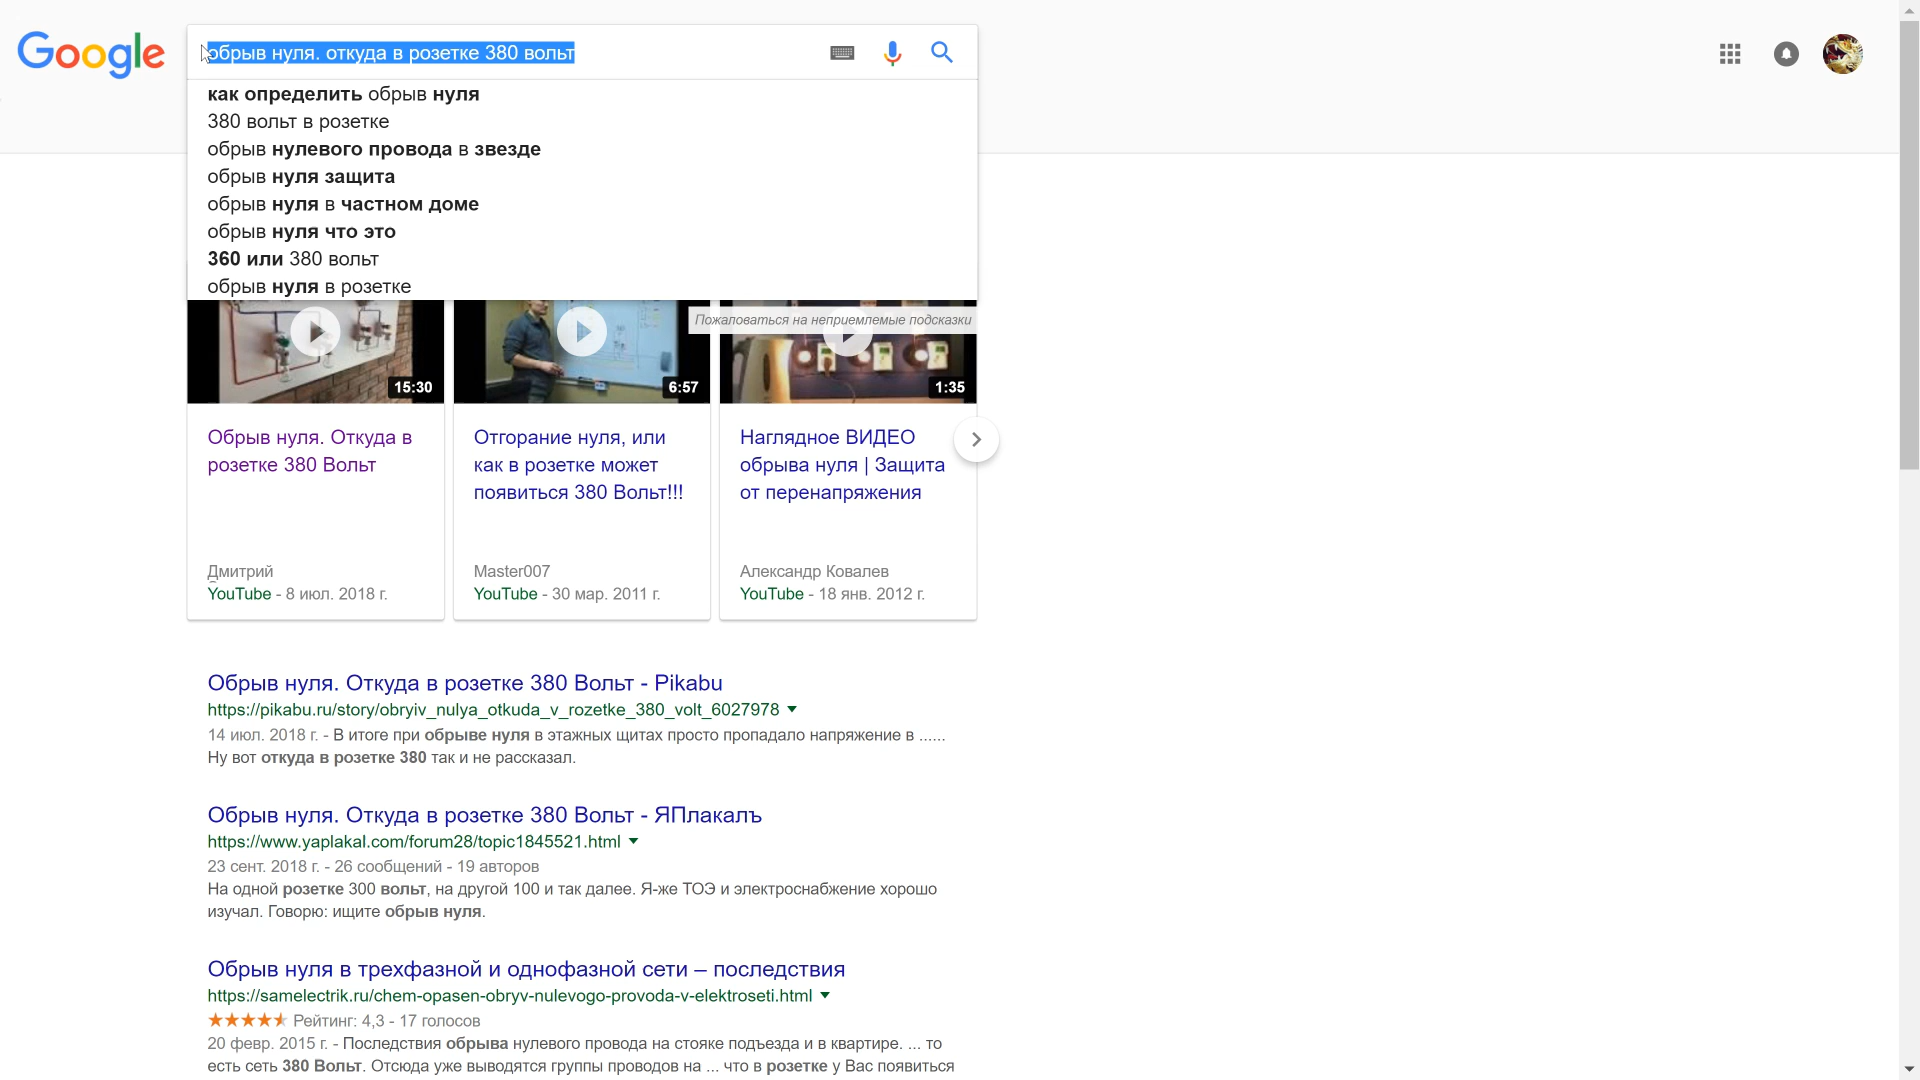 Google
обрыв нуля. откуда в розетке 380 вольт
как определить обрыв нуля
380 вольт в розетке
обрыв нулевого провода в звезде
обрыв нуля защита
обрыв нуля в частном доме
обрыв нуля что это
360 или 380 вольт
обрыв нуля в розетке
Пожаловаться на неприемлемые подсказки
15:30
6:57
1:35
Обрыв нуля. Откуда в
розетке 380 Вольт
Дмитрий
YouTube - 8 июл. 2018 г.
Отгорание нуля, или
как в розетке может
появиться 380 Вольт!!!
Master007
YouTube - 30 мар. 2011 г.
Наглядное ВИДЕО
обрыва нуля | Защита
от перенапряжения
Александр Ковалев
YouTube - 18 янв. 2012 г.
Обрыв нуля. Откуда в розетке 380 Вольт - Pikabu
https://pikabu.ru/story/obryiv_nulya_otkuda_v_rozetke_380_volt_6027978
14 июл. 2018 г. - В итоге при обрыве нуля в этажных щитах просто пропадало напряжение в ......
Ну вот откуда в розетке 380 так и не рассказал.
Обрыв нуля. Откуда в розетке 380 Вольт - ЯПлакалъ
https://www.yaplakal.com/forum28/topic1845521.html
23 сент. 2018 г. - 26 сообщений - 19 авторов
На одной розетке 300 вольт, на другой 100 и так далее. Я-же ТОЭ и электроснабжение хорошо
изучал. Говорю: ищите обрыв нуля.
Обрыв нуля в трехфазной и однофазной сети – последствия
https://samelectrik.ru/chem-opasen-obryv-nulevogo-provoda-v-elektroseti.html
Рейтинг: 4,3 - 17 голосов
20 февр. 2015 г. - Последствия обрыва нулевого провода на стояке подъезда и в квартире. ... то
есть сеть 380 Вольт. Отсюда уже выводятся группы проводов на ... что в розетке у Вас появиться